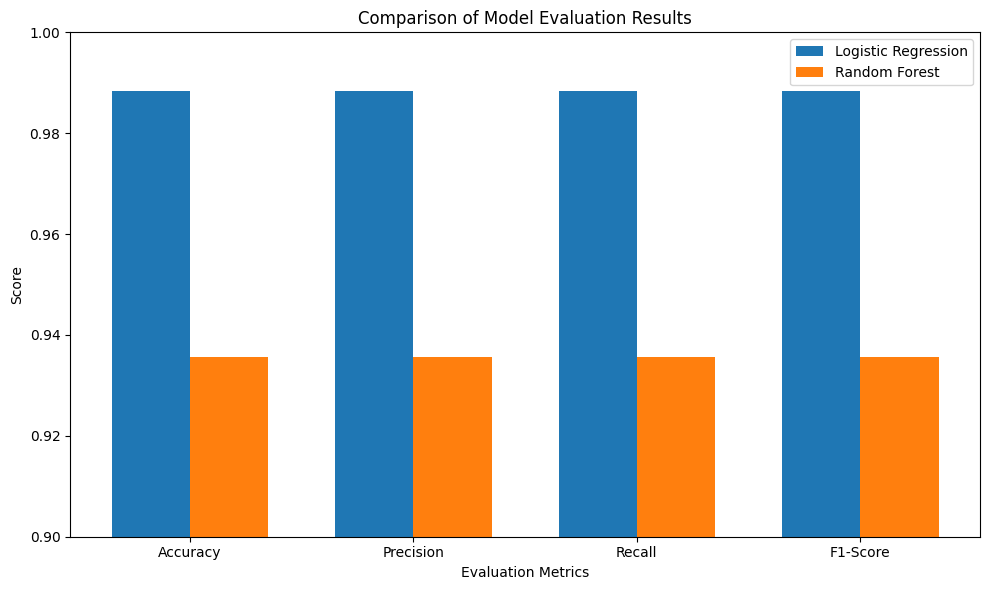 Comparison of Model Evaluation Results
Logistic Regression
Random Forest
Score
1.00
0.98
0.96
0.94
0.92
0.90
Accuracy Precision Recall F1-Score
Evaluation Metrics